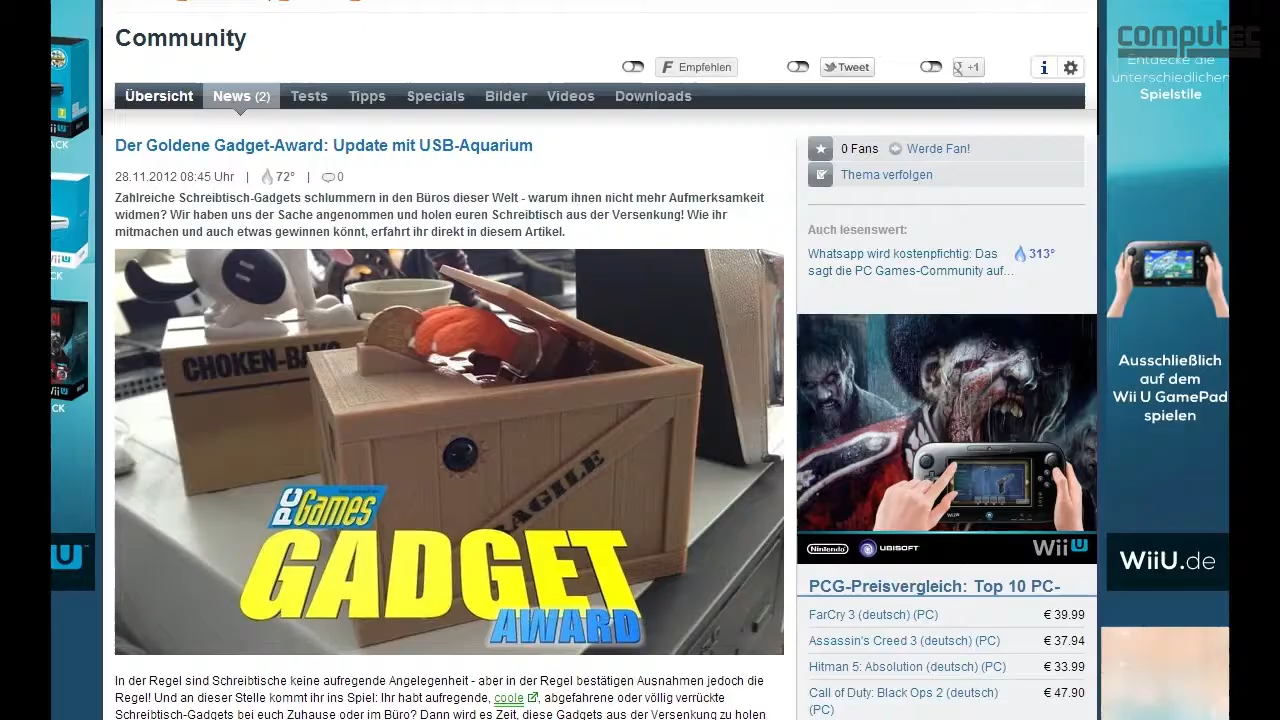 Community
Empfehlen
Tweet
+1
Übersicht News (2) Tests Tipps Specials Bilder Videos Downloads
Der Goldene Gadget-Award: Update mit USB-Aquarium
28.11.2012 08:45 Uhr | 72° | 0
Zahlreiche Schreibtisch-Gadgets schlummern in den Büros dieser Welt - warum ihnen nicht mehr Aufmerksamkeit
widmen? Wir haben uns der Sache angenommen und holen euren Schreibtisch aus der Versenkung! Wie ihr
mitmachen und auch etwas gewinnen könnt, erfahrt ihr direkt in diesem Artikel.
CHOKEN-BA
FRAGILE
PC Games
GADGET
AWARD
In der Regel sind Schreibtische keine aufregende Angelegenheit - aber in der Regel bestätigen Ausnahmen jedoch die
Regel! Und an dieser Stelle kommt ihr ins Spiel: Ihr habt aufregende, coole, abgefahrene oder völlig verrückte
Schreibtisch-Gadgets bei euch Zuhause oder im Büro? Dann wird es Zeit, diese Gadgets aus der Versenkung zu holen
0 Fans Werde Fan!
Thema verfolgen
Auch lesenswert:
Whatsapp wird kostenpfichtig: Das 313°
sagt die PC Games-Community auf...
Nintendo UBISOFT WiiU
PCG-Preisvergleich: Top 10 PC-
FarCry 3 (deutsch) (PC) € 39.99
Assassin's Creed 3 (deutsch) (PC) € 37.94
Hitman 5: Absolution (deutsch) (PC) € 33.99
Call of Duty: Black Ops 2 (deutsch) € 47.90
(PC)
computec
Entdecke die
unterschiedlichen
Spielstile
Ausschließlich
auf dem
Wii U GamePad
spielen
WiiU.de
ACK
CK
CK
U